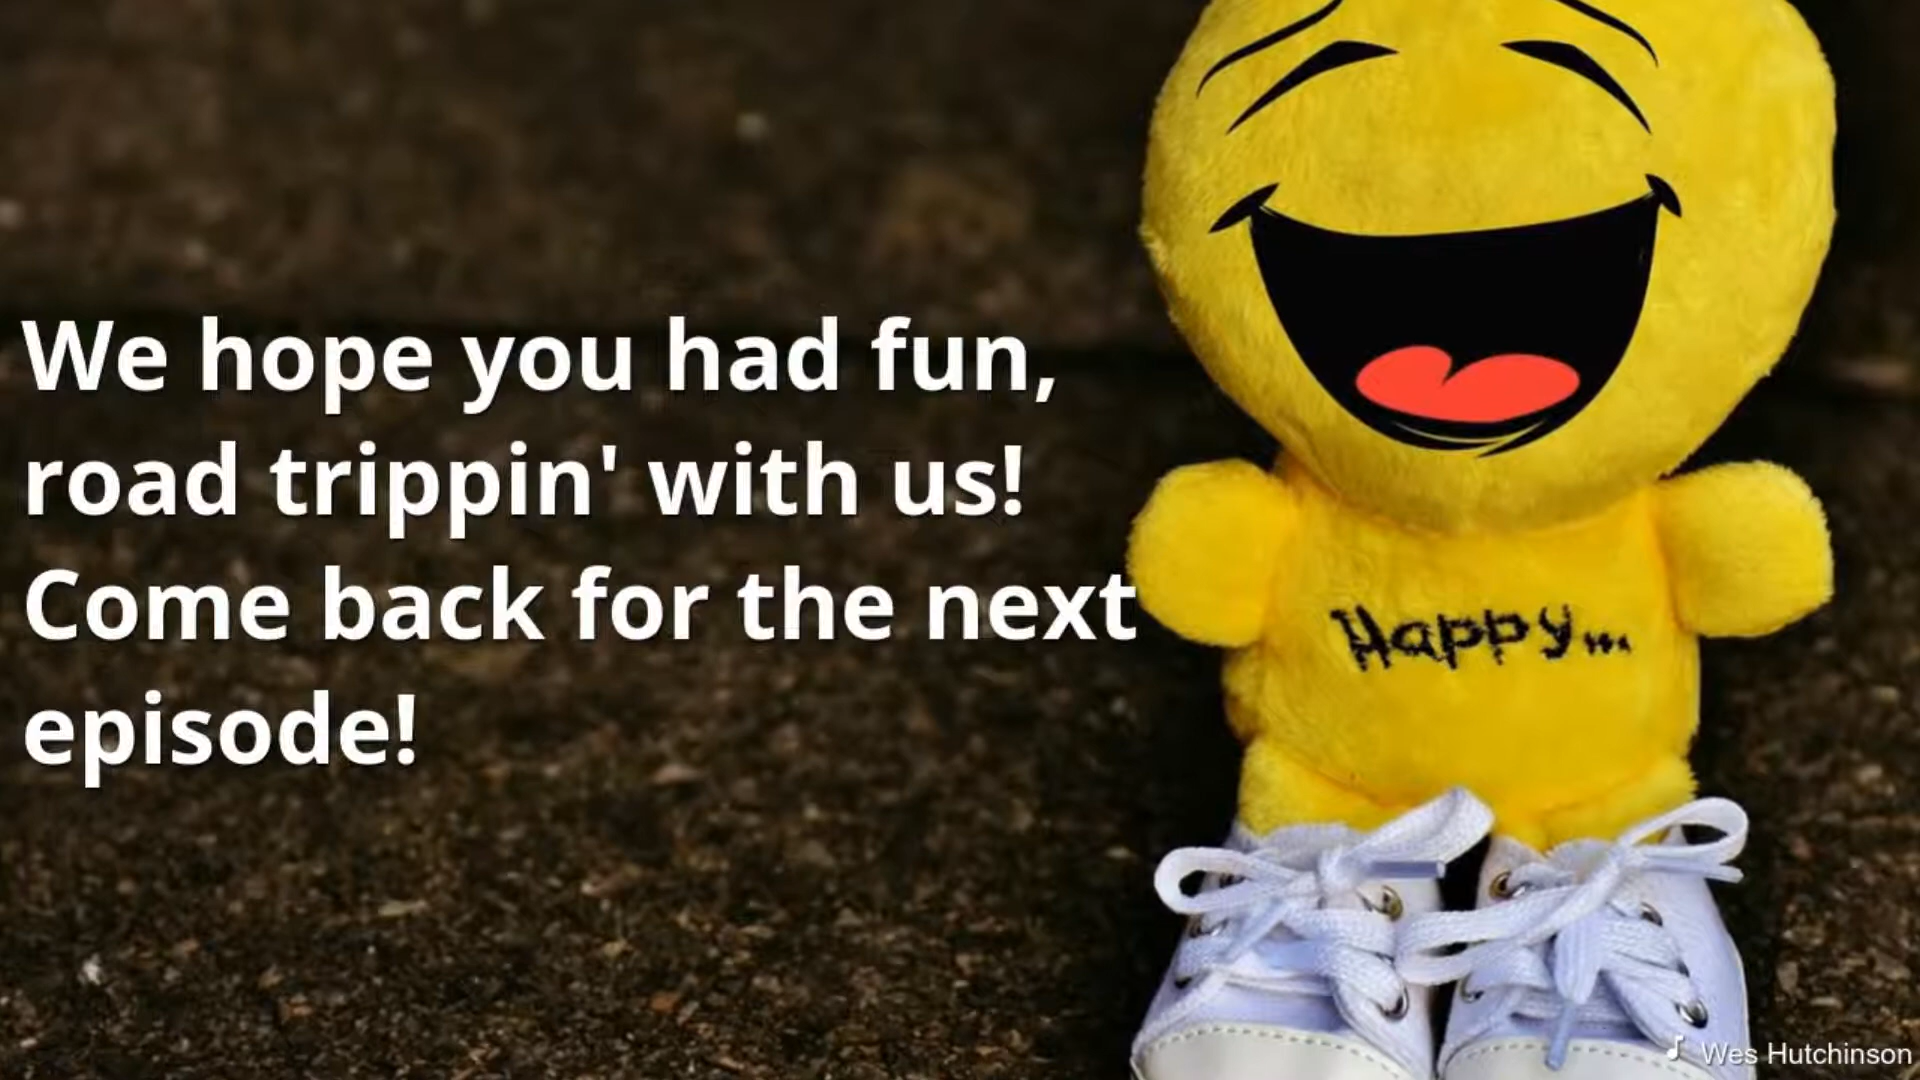 We hope you had fun,
road trippin' with us!
Come back for the next
episode!
Happy...
Wes Hutchinson